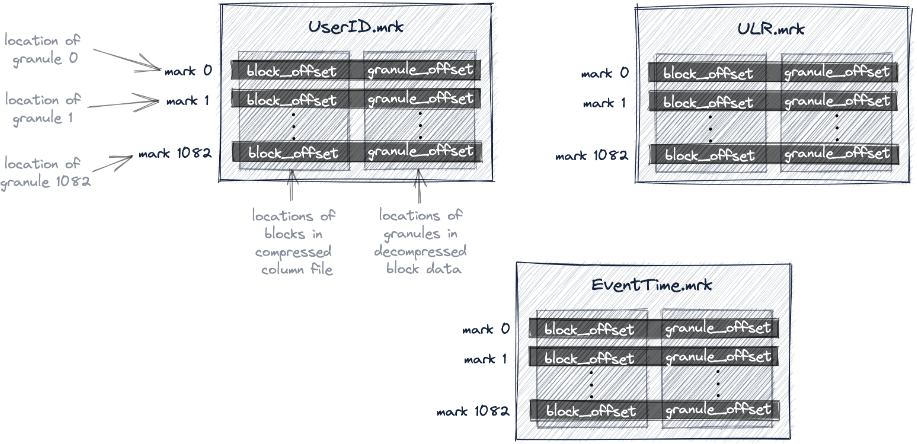 UserID.mrk
location of
granule 0
mark 0
block_offset granule_offset
location of
granule 1
mark 1
block_offset granule_offset
location of
granule 1082
mark 1082
block_offset granule_offset
locations of
blocks in
compressed
column file
locations of
granules in
decompressed
block data
ULR.mrk
mark 0
block_offset granule_offset
mark 1
block_offset granule_offset
mark 1082
block_offset granule_offset
EventTime.mrk
mark 0
block_offset granule_offset
mark 1
block_offset granule_offset
mark 1082
block_offset granule_offset